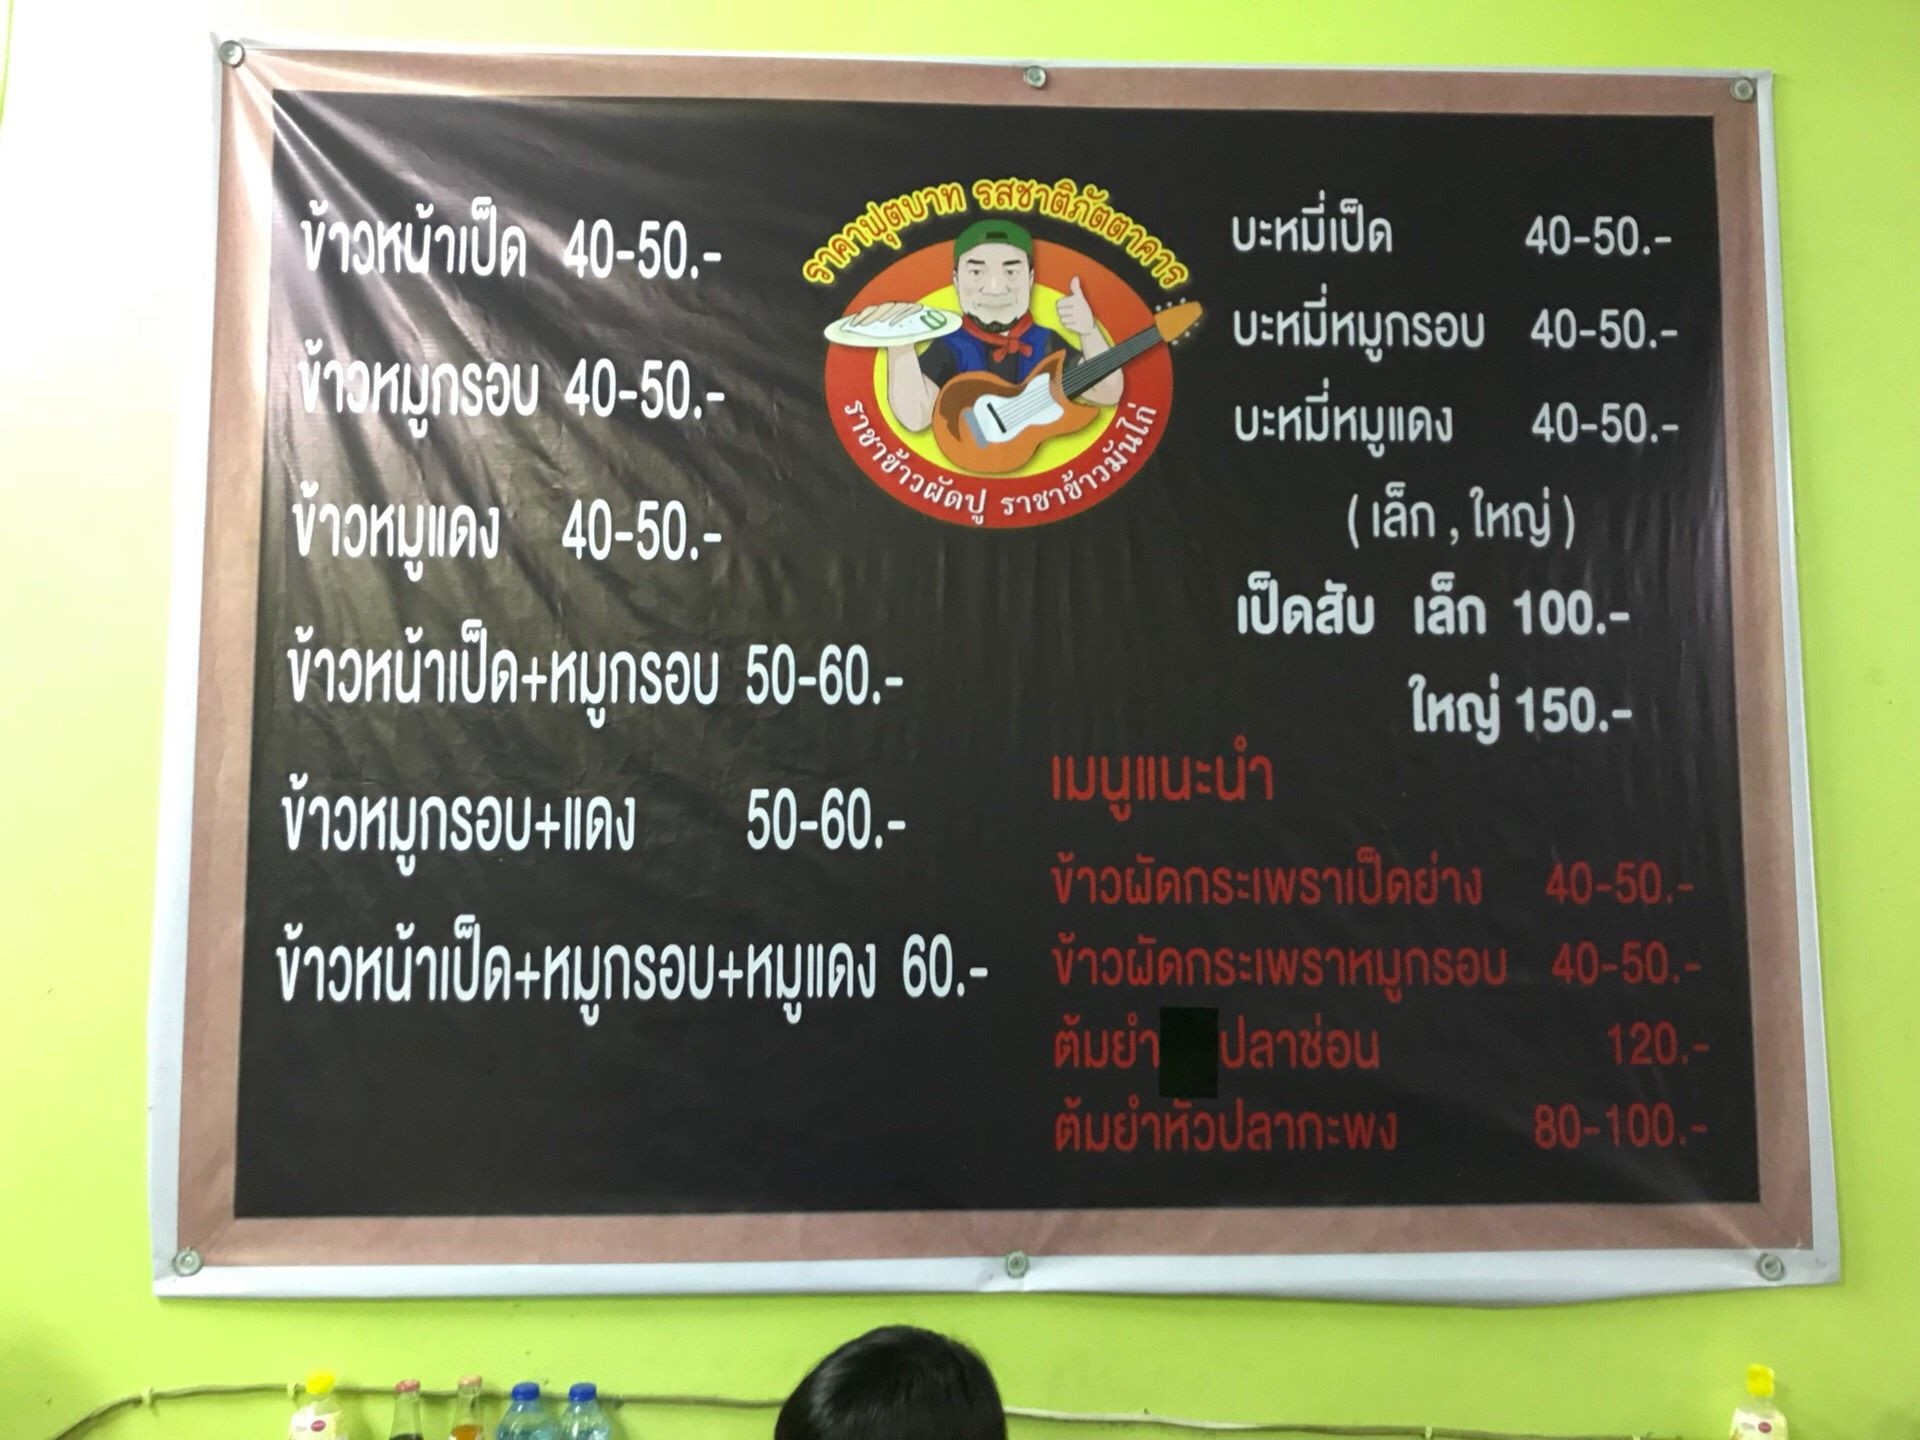 ราคาฟุตบาท รสชาติภัตตาคาร
ราชาข้าวผัดปู ราชาข้าวมันไก่
ข้าวหน้าเป็ด 40-50.-
ข้าวหมูกรอบ 40-50.-
ข้าวหมูแดง 40-50.-
ข้าวหน้าเป็ด+หมูกรอบ 50-60.-
ข้าวหมูกรอบ+แดง 50-60.-
ข้าวหน้าเป็ด+หมูกรอบ+หมูแดง 60.-
บะหมี่เป็ด 40-50.-
บะหมี่หมูกรอบ 40-50.-
บะหมี่หมูแดง 40-50.-
( เล็ก , ใหญ่ )
เป็ดสับ เล็ก 100.-
ใหญ่ 150.-
เมนูแนะนำ
ข้าวผัดกระเพราเป็ดย่าง 40-50.-
ข้าวผัดกระเพราหมูกรอบ 40-50.-
ต้มยำ ปลาช่อน 120.-
ต้มยำหัวปลากะพง 80-100.-